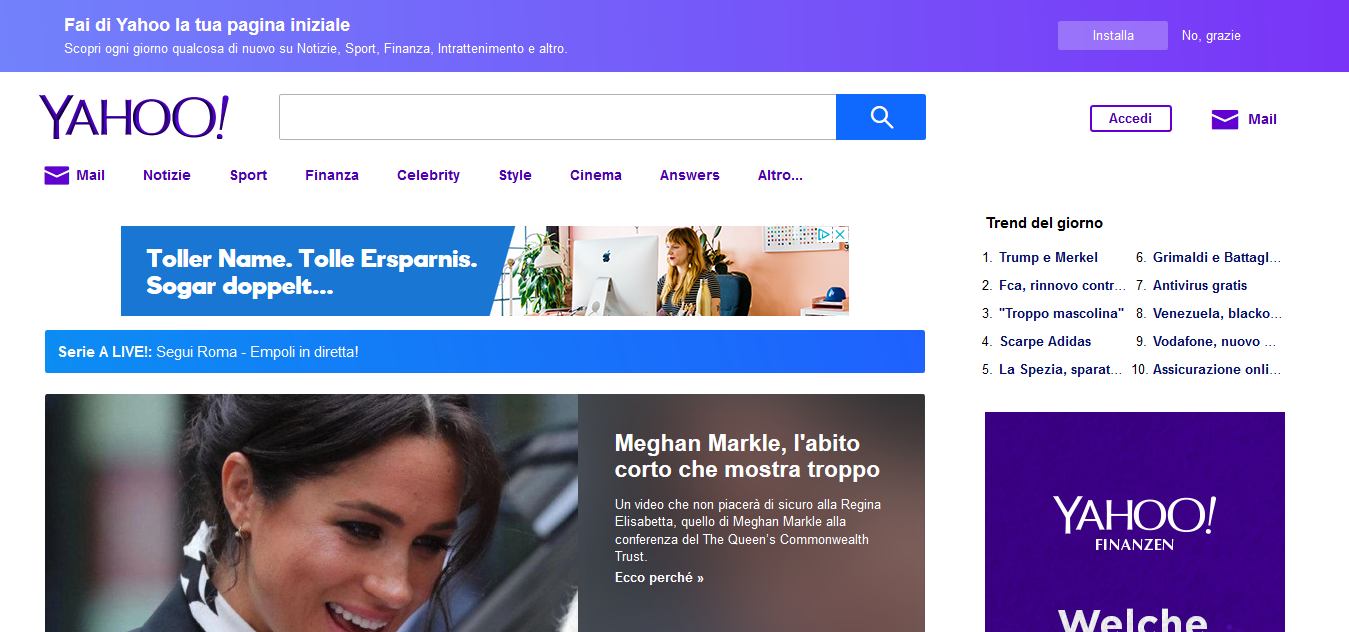 Fai di Yahoo la tua pagina iniziale
Scopri ogni giorno qualcosa di nuovo su Notizie, Sport, Finanza, Intrattenimento e altro.
Installa
No, grazie
YAHOO!
Accedi
Mail
Mail
Notizie
Sport
Finanza
Celebrity
Style
Cinema
Answers
Altro...
Toller Name. Tolle Ersparnis.
Sogar doppelt...
Serie A LIVE!: Segui Roma - Empoli in diretta!
Meghan Markle, l'abito
corto che mostra troppo
Un video che non piacerà di sicuro alla Regina
Elisabetta, quello di Meghan Markle alla
conferenza del The Queen's Commonwealth
Trust.
Ecco perché »
Trend del giorno
1. Trump e Merkel
2. Fca, rinnovo contr...
3. "Troppo mascolina"
4. Scarpe Adidas
5. La Spezia, sparat...
6. Grimaldi e Battagl...
7. Antivirus gratis
8. Venezuela, blacko...
9. Vodafone, nuovo ...
10. Assicurazione onli...
YAHOO!
FINANZEN
Welche